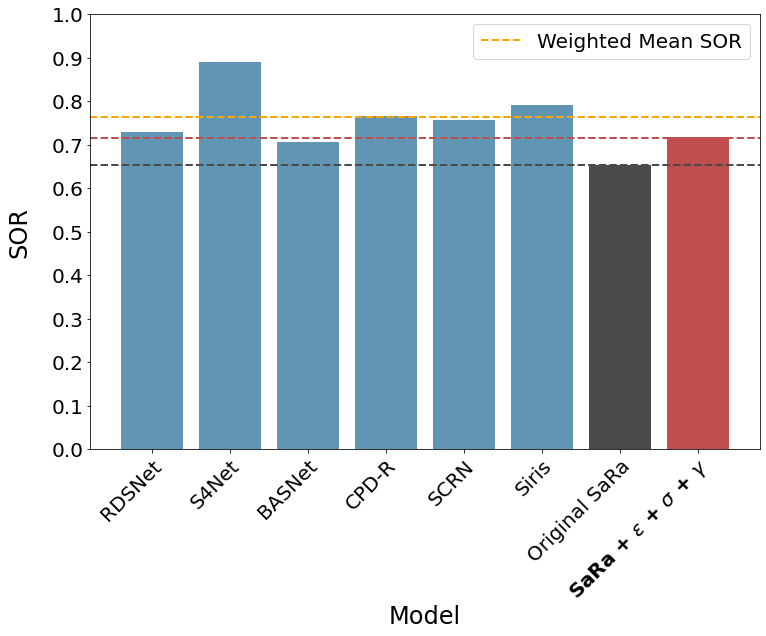 1.0
0.9
0.8
0.7
0.6
0.5
0.4
0.3
0.2
0.1
0.0
SOR
Weighted Mean SOR
RDSNet
S4Net
BASNet
CPD-R
SCRN
Siris
Original SaRa
SaRa + ε + σ + γ
Model